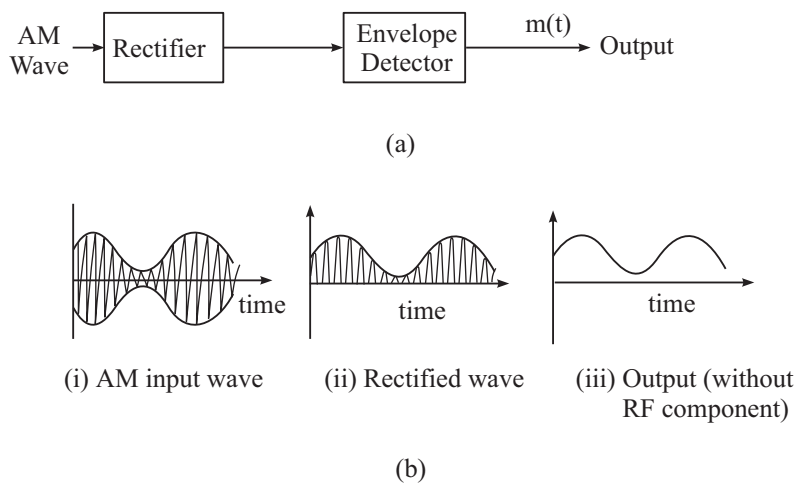 AM
Wave
Rectifier
Envelope
Detector
m(t)
Output
(a)
time
time
time
(i) AM input wave
(ii) Rectified wave
(iii) Output (without
RF component)
(b)